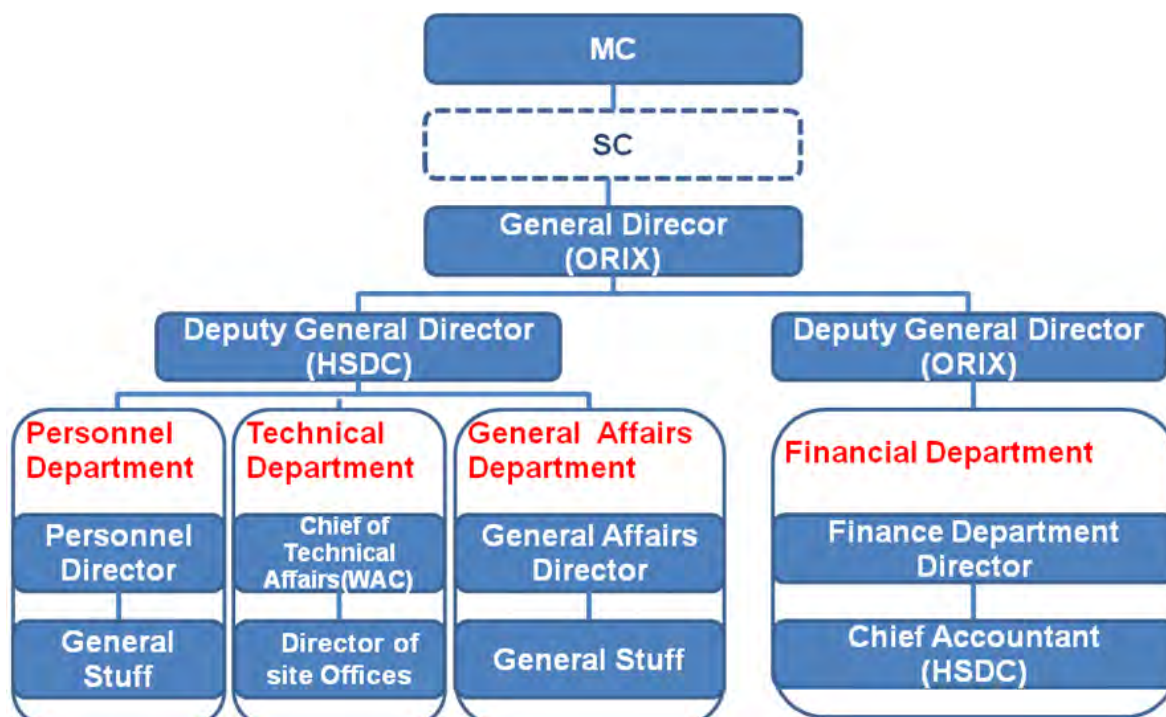 MC
SC
General Direcor
(ORIX)
Deputy General Director
(HSDC)
Deputy General Director
(ORIX)
Personnel
Department
Personnel
Director
General
Stuff
Technical
Department
Chief of
Technical
Affairs(WAC)
Director of
site Offices
General Affairs
Department
General Affairs
Director
General Stuff
Financial Department
Finance Department
Director
Chief Accountant
(HSDC)